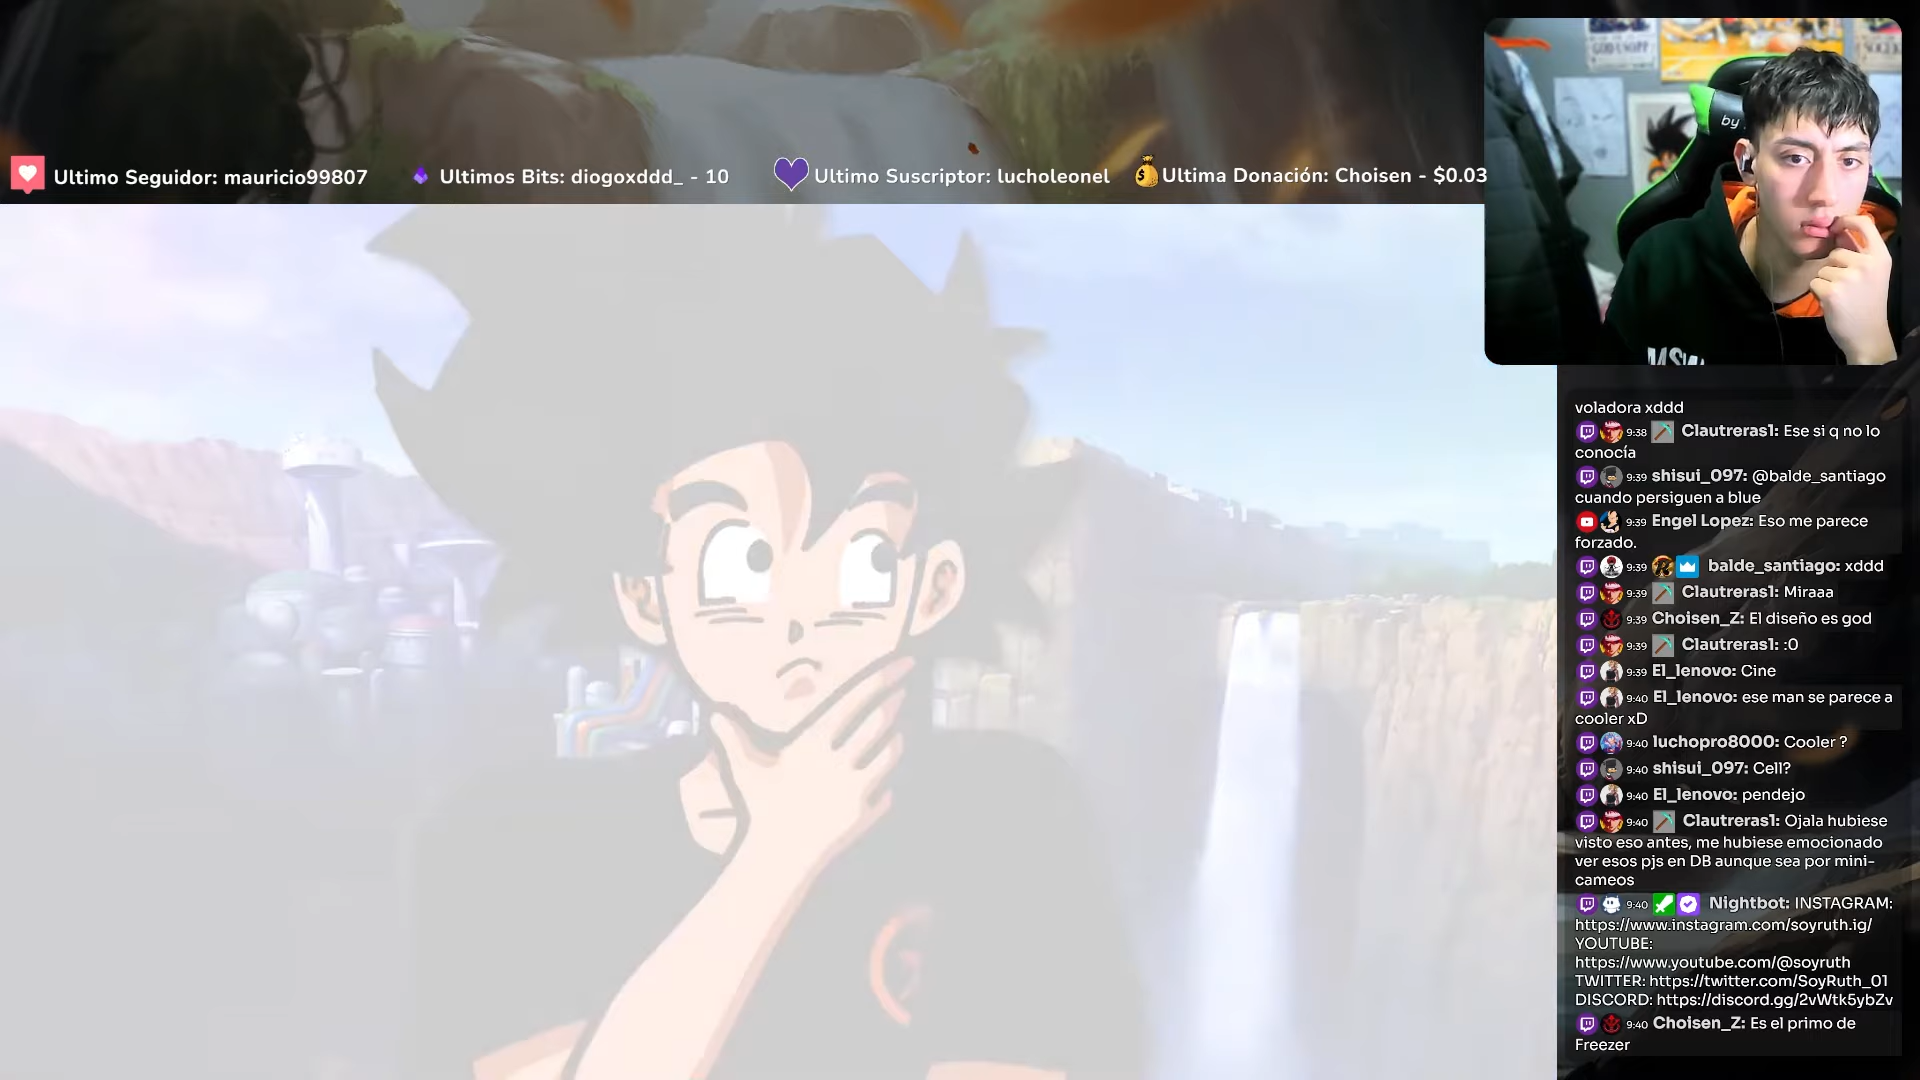 GOD USOPP
SOGEK
by
MSW
Ultimo Seguidor: mauricio99807
Ultimos Bits: diogoxddd_ - 10
Ultimo Suscriptor: lucholeonel
Ultima Donación: Choisen - $0.03
voladora xddd
9:38 Clautreras1: Ese si q no lo
conocía
9:39 shisui_097: @balde_santiago
cuando persiguen a blue
9:39 Engel Lopez: Eso me parece
forzado.
9:39 balde_santiago: xddd
9:39 Clautreras1: Miraaa
9:39 Choisen_Z: El diseño es god
9:39 Clautreras1: :0
9:39 El_lenovo: Cine
9:40 El_lenovo: ese man se parece a
cooler xD
9:40 luchopro8000: Cooler ?
9:40 shisui_097: Cell?
9:40 El_lenovo: pendejo
9:40 Clautreras1: Ojala hubiese
visto eso antes, me hubiese emocionado
ver esos pjs en DB aunque sea por mini-
cameos
9:40 Nightbot: INSTAGRAM:
https://www.instagram.com/soyruth.ig/
YOUTUBE:
https://www.youtube.com/@soyruth
TWITTER: https://twitter.com/SoyRuth_01
DISCORD: https://discord.gg/2vWtk5ybZv
9:40 Choisen_Z: Es el primo de
Freezer